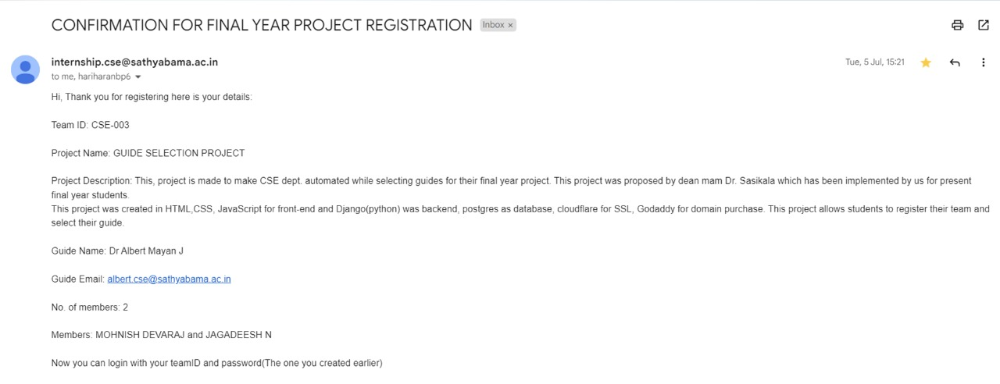 CONFIRMATION FOR FINAL YEAR PROJECT REGISTRATION Inbox ×
internship.cse@sathyabama.ac.in Tue, 5 Jul, 15:21
to me, hariharanbp6
Hi, Thank you for registering here is your details:
Team ID: CSE-003
Project Name: GUIDE SELECTION PROJECT
Project Description: This, project is made to make CSE dept. automated while selecting guides for their final year project. This project was proposed by dean mam Dr. Sasikala which has been implemented by us for present
final year students.
This project was created in HTML,CSS, JavaScript for front-end and Django(python) was backend, postgres as database, cloudflare for SSL, Godaddy for domain purchase. This project allows students to register their team and
select their guide.
Guide Name: Dr Albert Mayan J
Guide Email: albert.cse@sathyabama.ac.in
No. of members: 2
Members: MOHNISH DEVARAJ and JAGADEESH N
Now you can login with your teamID and password(The one you created earlier)